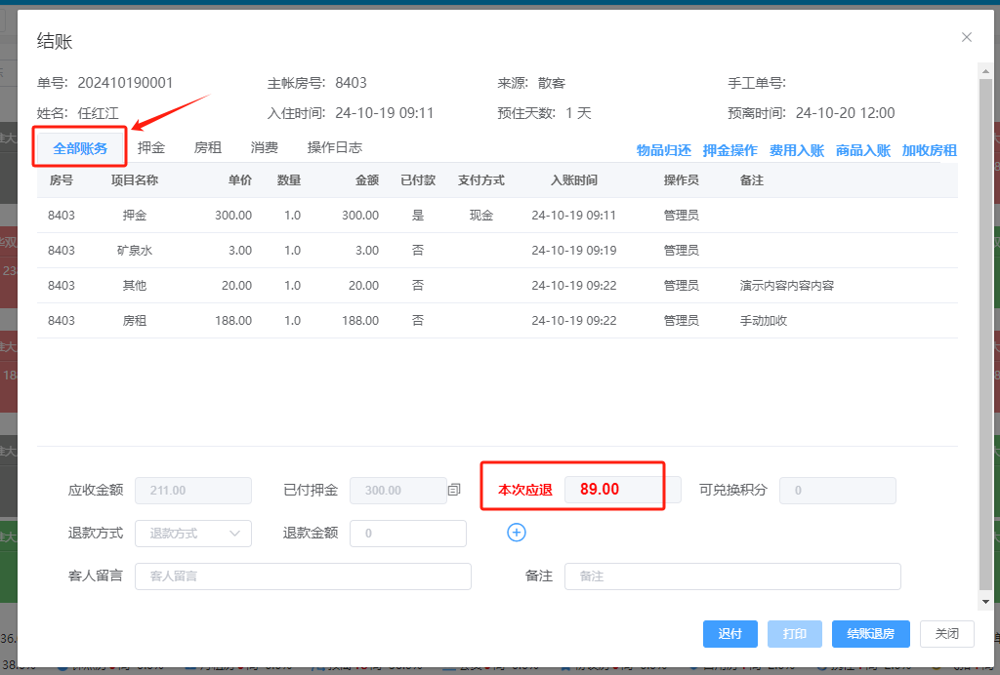 结账
单号: 202410190001 主帐房号: 8403 来源: 散客 手工单号:
姓名: 任红江 入住时间: 24-10-19 09:11 预住天数: 1 天 预离时间: 24-10-20 12:00
全部账务 押金 房租 消费 操作日志 物品归还 押金操作 费用入账 商品入账 加收房租
房号 项目名称 单价 数量 金额 已付款 支付方式 入账时间 操作员 备注
8403 押金 300.00 1.0 300.00 是 现金 24-10-19 09:11 管理员
8403 矿泉水 3.00 1.0 3.00 否 24-10-19 09:19 管理员
8403 其他 20.00 1.0 20.00 否 24-10-19 09:22 管理员 演示内容内容内容
8403 房租 188.00 1.0 188.00 否 24-10-19 09:22 管理员 手动加收
应收金额 211.00 已付押金 300.00 本次应退 89.00 可兑换积分 0
退款方式 退款方式 退款金额 0
客人留言 客人留言 备注 备注
迟付 打印 结账退房 关闭